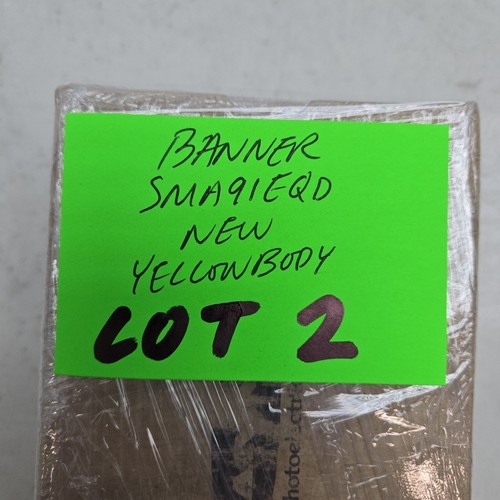 BANNER
SMA91EQD
NEW
YELLOWBODY
LOT 2